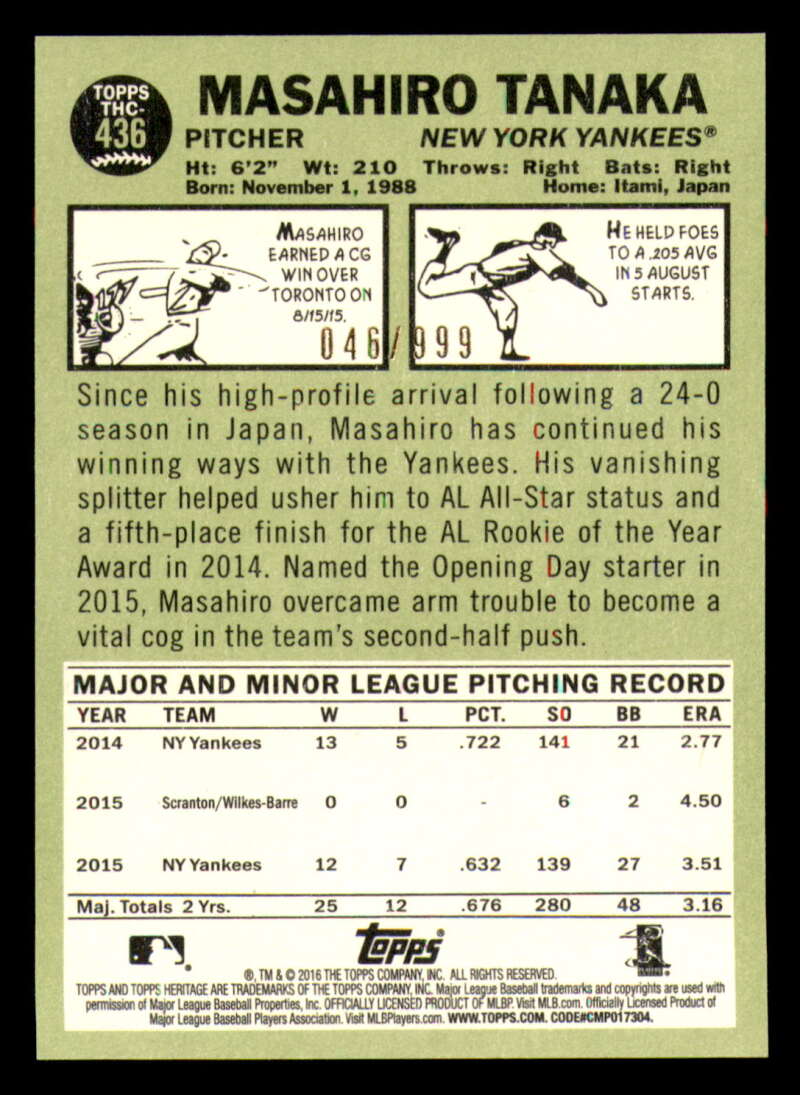 TOPPS
THC-
436
MASAHIRO TANAKA
PITCHER NEW YORK YANKEES®
Ht: 6'2" Wt: 210 Throws: Right Bats: Right
Born: November 1, 1988 Home: Itami, Japan
MASAHIRO
EARNED A CG
WIN OVER
TORONTO ON
8/15/15.
HE HELD FOES
TO A .205 AVG
IN 5 AUGUST
STARTS.
046/999
Since his high-profile arrival following a 24-0
season in Japan, Masahiro has continued his
winning ways with the Yankees. His vanishing
splitter helped usher him to AL All-Star status and
a fifth-place finish for the AL Rookie of the Year
Award in 2014. Named the Opening Day starter in
2015, Masahiro overcame arm trouble to become a
vital cog in the team's second-half push.
MAJOR AND MINOR LEAGUE PITCHING RECORD
YEAR TEAM W L PCT. SO BB ERA
2014 NY Yankees 13 5 .722 141 21 2.77
2015 Scranton/Wilkes-Barre 0 0 - 6 2 4.50
2015 NY Yankees 12 7 .632 139 27 3.51
Maj. Totals 2 Yrs. 25 12 .676 280 48 3.16
Topps®
®, TM & © 2016 THE TOPPS COMPANY, INC. ALL RIGHTS RESERVED.
TOPPS AND TOPPS HERITAGE ARE TRADEMARKS OF THE TOPPS COMPANY, INC. Major League Baseball trademarks and copyrights are used with
permission of Major League Baseball Properties, Inc. OFFICIALLY LICENSED PRODUCT OF MLBP. Visit MLB.com. Officially Licensed Product of
Major League Baseball Players Association. Visit MLBPlayers.com. WWW.TOPPS.COM. CODE#CMP017304.